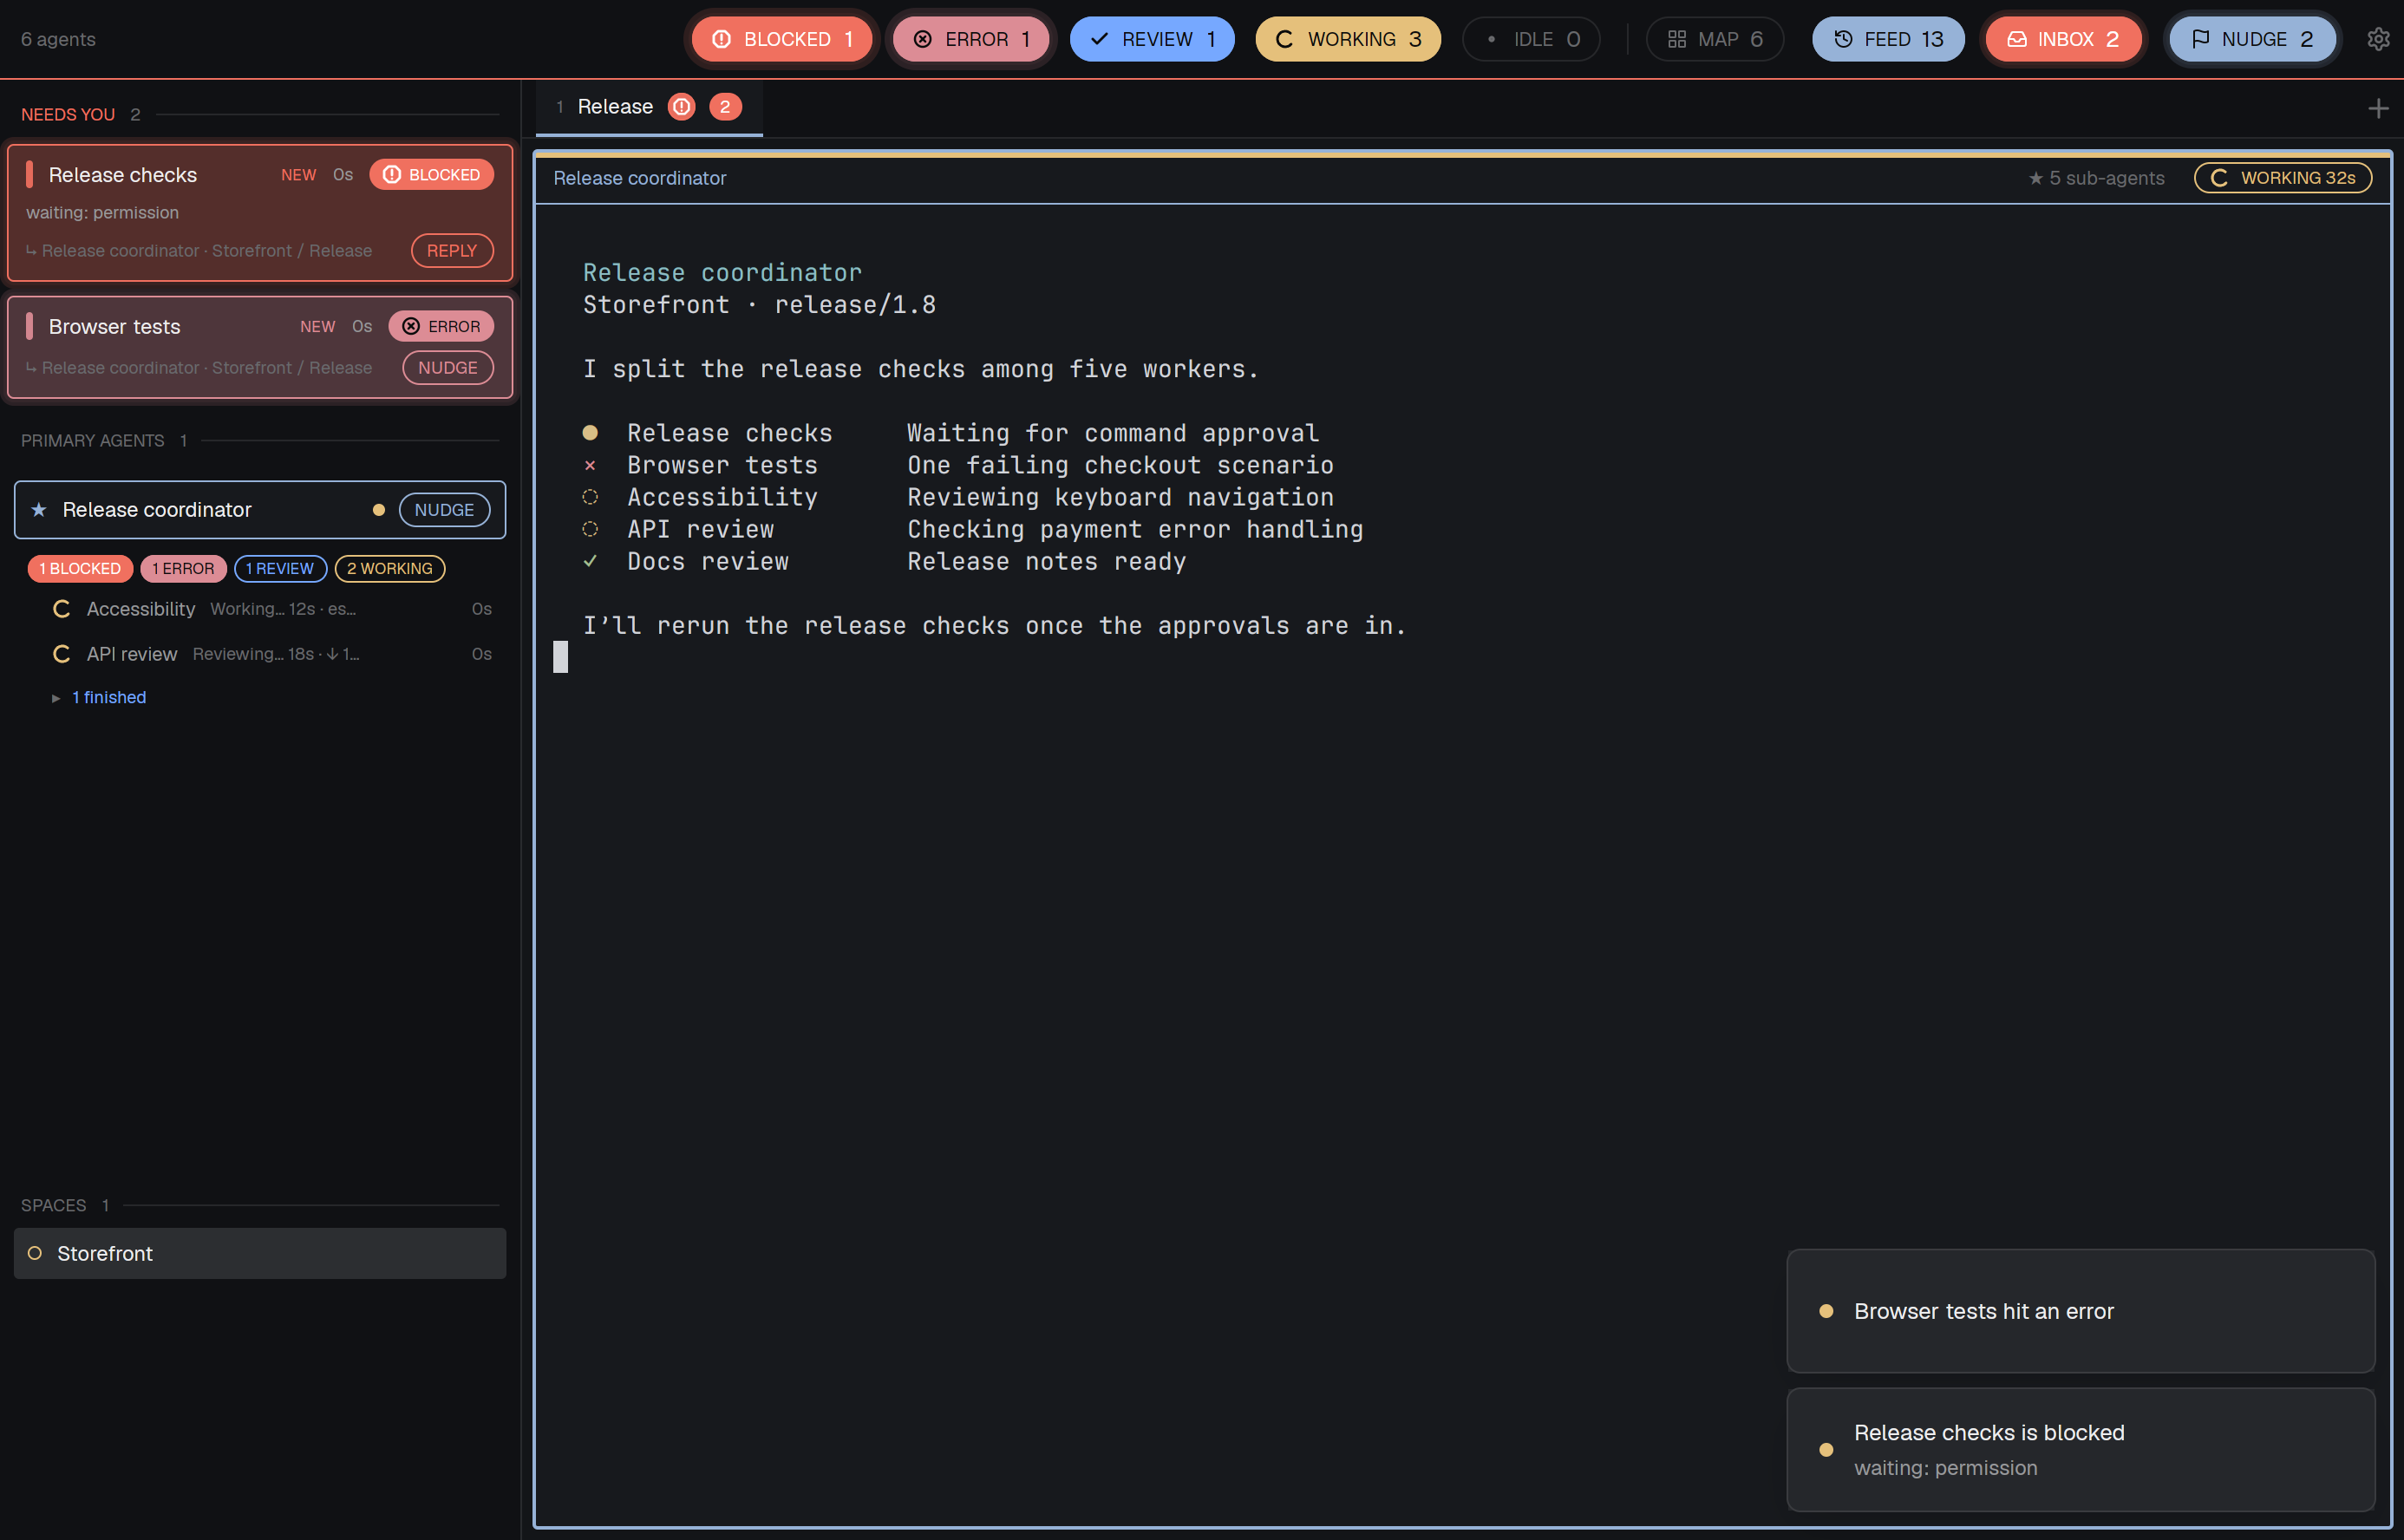 6 agents
BLOCKED 1
ERROR 1
REVIEW 1
WORKING 3
IDLE 0
MAP 6
FEED 13
INBOX 2
NUDGE 2
NEEDS YOU 2
Release checks NEW 0s BLOCKED
waiting: permission
Release coordinator · Storefront / Release REPLY
Browser tests NEW 0s ERROR
Release coordinator · Storefront / Release NUDGE
PRIMARY AGENTS 1
Release coordinator NUDGE
1 BLOCKED 1 ERROR 1 REVIEW 2 WORKING
Accessibility Working... 12s · es... 0s
API review Reviewing... 18s · ↓ 1... 0s
1 finished
SPACES 1
Storefront
1 Release 2
Release coordinator
★ 5 sub-agents WORKING 32s
Release coordinator
Storefront · release/1.8
I split the release checks among five workers.
Release checks Waiting for command approval
Browser tests One failing checkout scenario
Accessibility Reviewing keyboard navigation
API review Checking payment error handling
Docs review Release notes ready
I’ll rerun the release checks once the approvals are in.
Browser tests hit an error
Release checks is blocked
waiting: permission